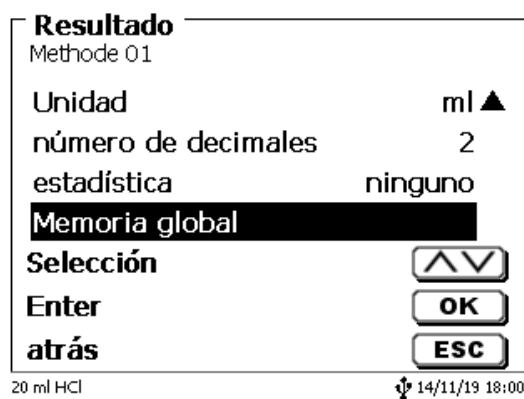 Resultado
Methode 01
Unidad ml
número de decimales 2
estadística ninguno
Memoria global
Selección
Enter OK
atrás ESC
20 ml HCl 14/11/19 18:00